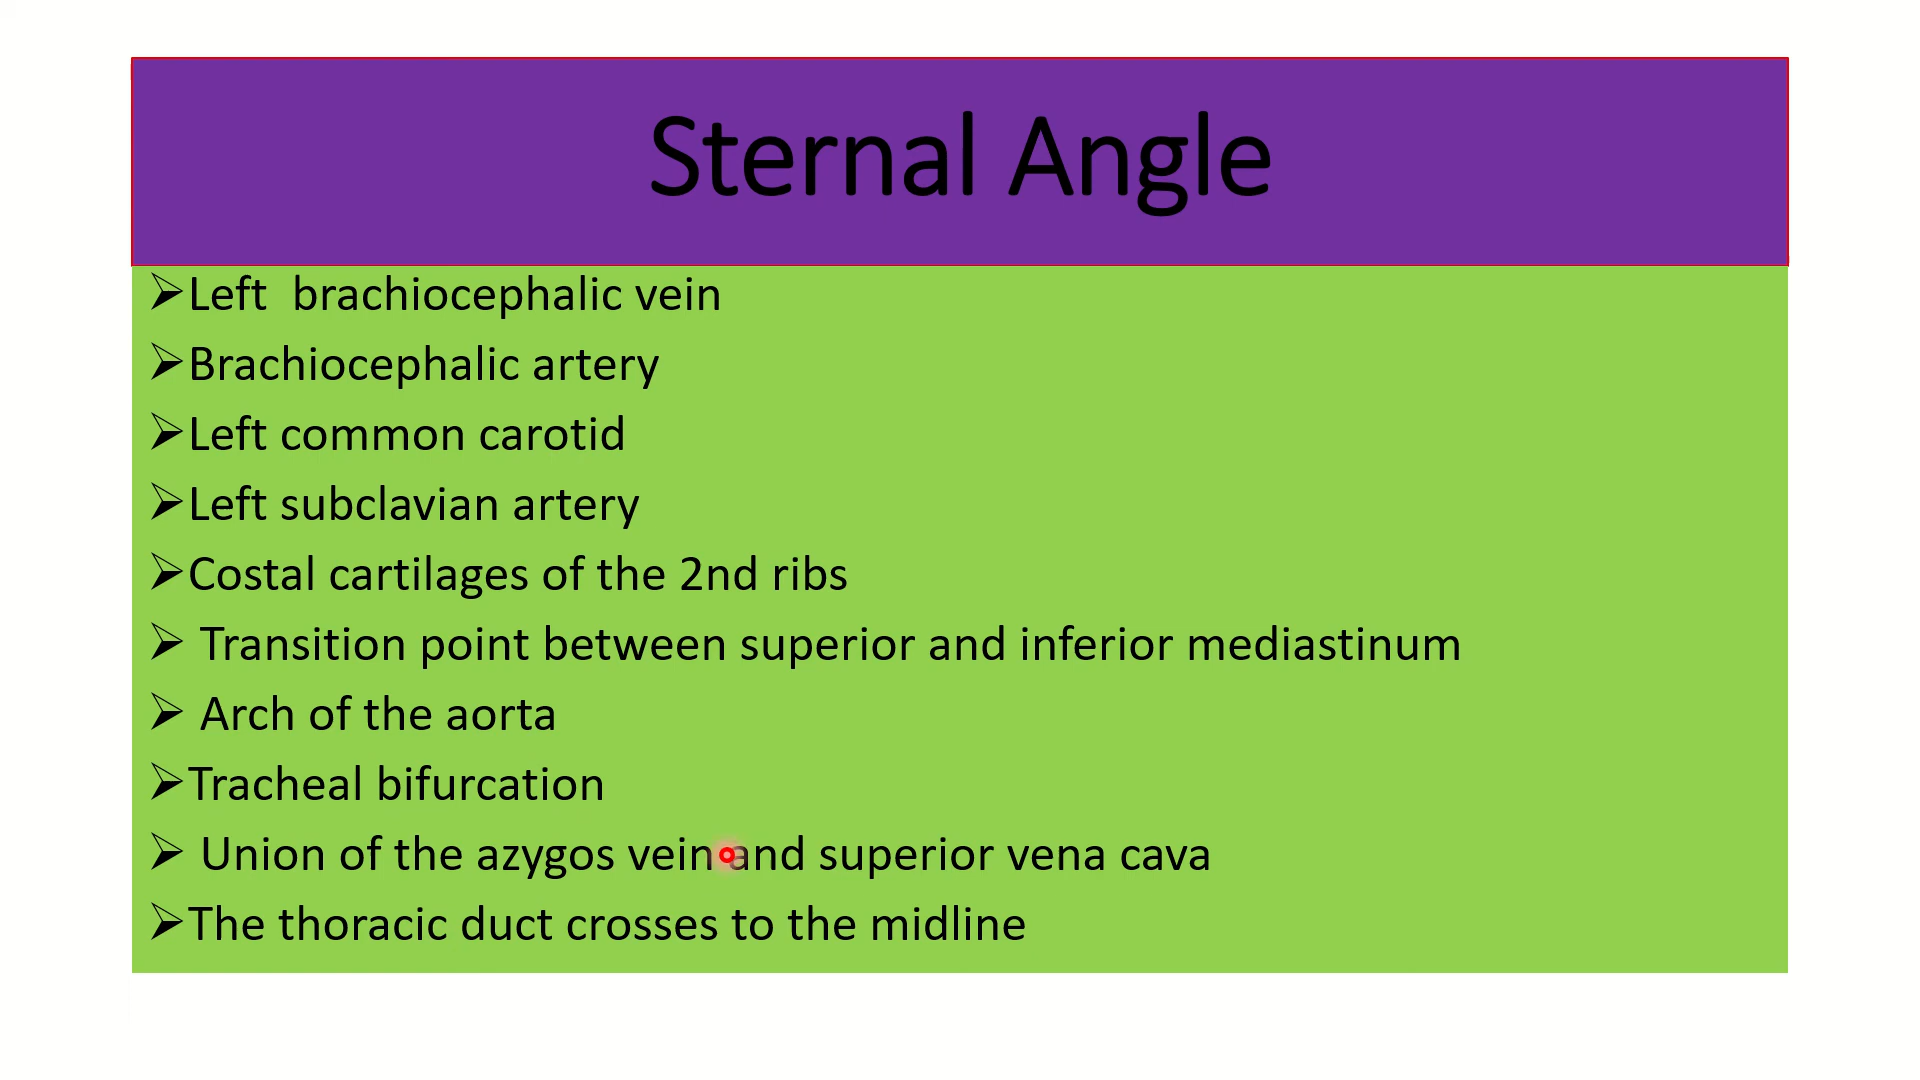 Sternal Angle
➢Left  brachiocephalic vein
➢Brachiocephalic artery
➢Left common carotid
➢Left subclavian artery
➢Costal cartilages of the 2nd ribs
➢ Transition point between superior and inferior mediastinum
➢ Arch of the aorta
➢Tracheal bifurcation
➢ Union of the azygos vein and superior vena cava
➢The thoracic duct crosses to the midline